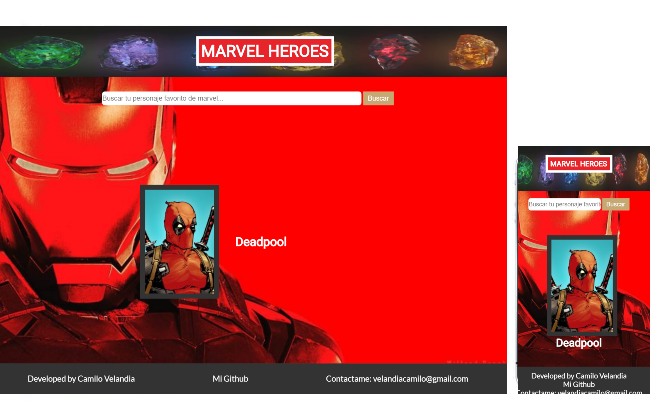 MARVEL HEROES
Buscar tu personaje favorito de marvel... Buscar
Deadpool
Developed by Camilo Velandia Mi Github Contactame: velandiacamilo@gmail.com
MARVEL HEROES
Buscar tu personaje favorit Buscar
Deadpool
Developed by Camilo Velandia
Mi Github
Contactame: velandiacamilo@gmail.com